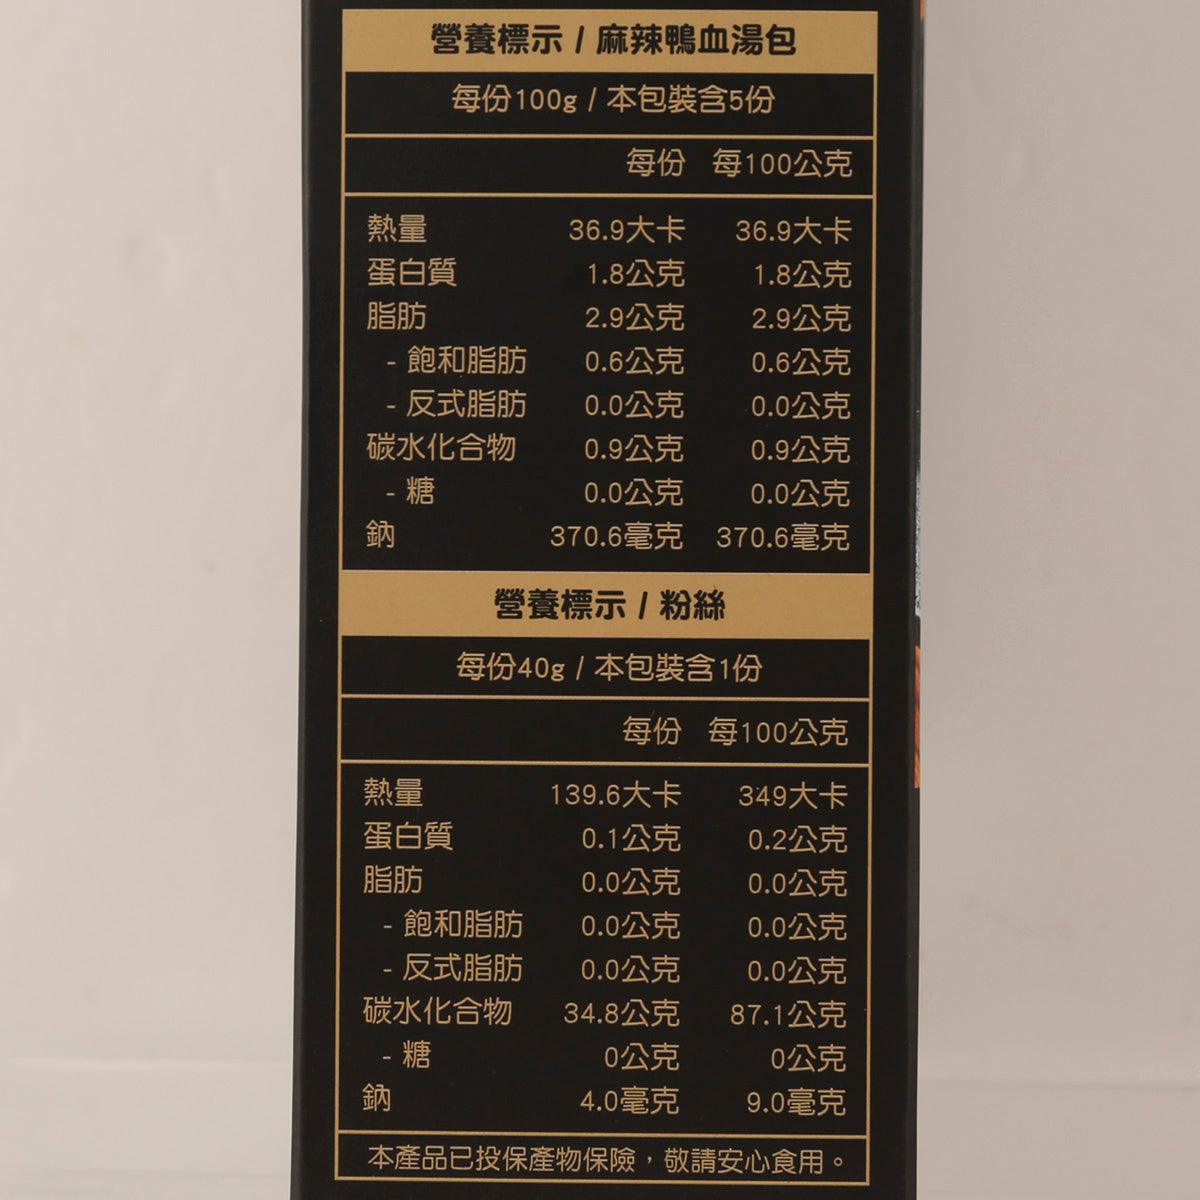 營養標示 / 麻辣鴨血湯包
每份100g / 本包裝含5份
每份 每100公克
熱量 36.9大卡 36.9大卡
蛋白質 1.8公克 1.8公克
脂肪 2.9公克 2.9公克
- 飽和脂肪 0.6公克 0.6公克
- 反式脂肪 0.0公克 0.0公克
碳水化合物 0.9公克 0.9公克
- 糖 0.0公克 0.0公克
鈉 370.6毫克 370.6毫克
營養標示 / 粉絲
每份40g / 本包裝含1份
每份 每100公克
熱量 139.6大卡 349大卡
蛋白質 0.1公克 0.2公克
脂肪 0.0公克 0.0公克
- 飽和脂肪 0.0公克 0.0公克
- 反式脂肪 0.0公克 0.0公克
碳水化合物 34.8公克 87.1公克
- 糖 0公克 0公克
鈉 4.0毫克 9.0毫克
本產品已投保產物保險，敬請安心食用。